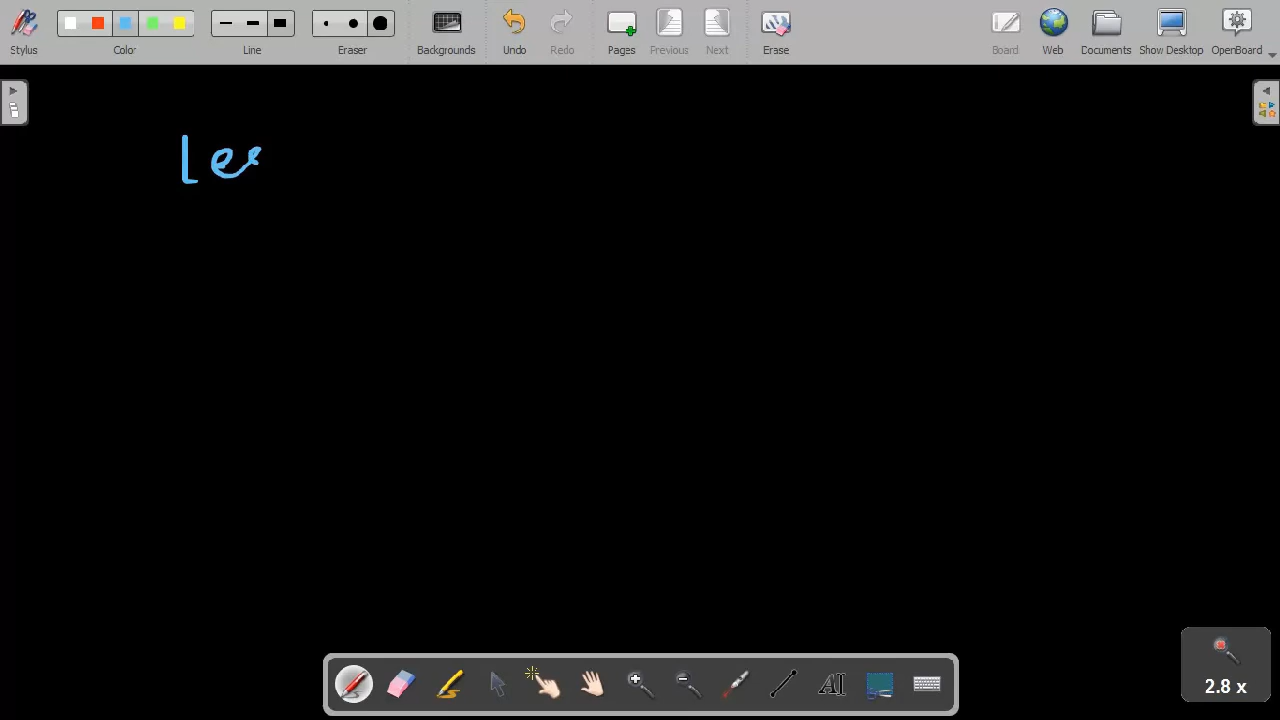 Stylus
Color
Line
Eraser
Backgrounds
Undo
Redo
Pages
Previous
Next
Erase
Board
Web
Documents
Show Desktop
OpenBoard
2.8 x